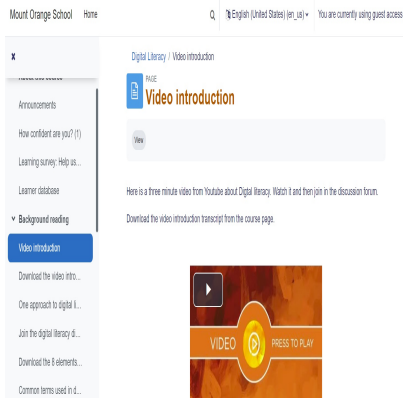 Mount Orange School Home English (United States) (en_us) You are currently using guest access
x
Digital Literacy / Video introduction
About this course
PAGE
Video introduction
Announcements
How confident are you? (1)
View
Learning survey: Help us...
Learner database
Here is a three minute video from Youtube about Digtal literacy. Watch it and then join in the discussion forum.
Background reading
Download the video introduction transcript from the course page.
Video introduction
Download the video intro...
One approach to digital li...
Join the digital literacy di...
VIDEO PRESS TO PLAY
Download the 8 elements...
Common terms used in d...